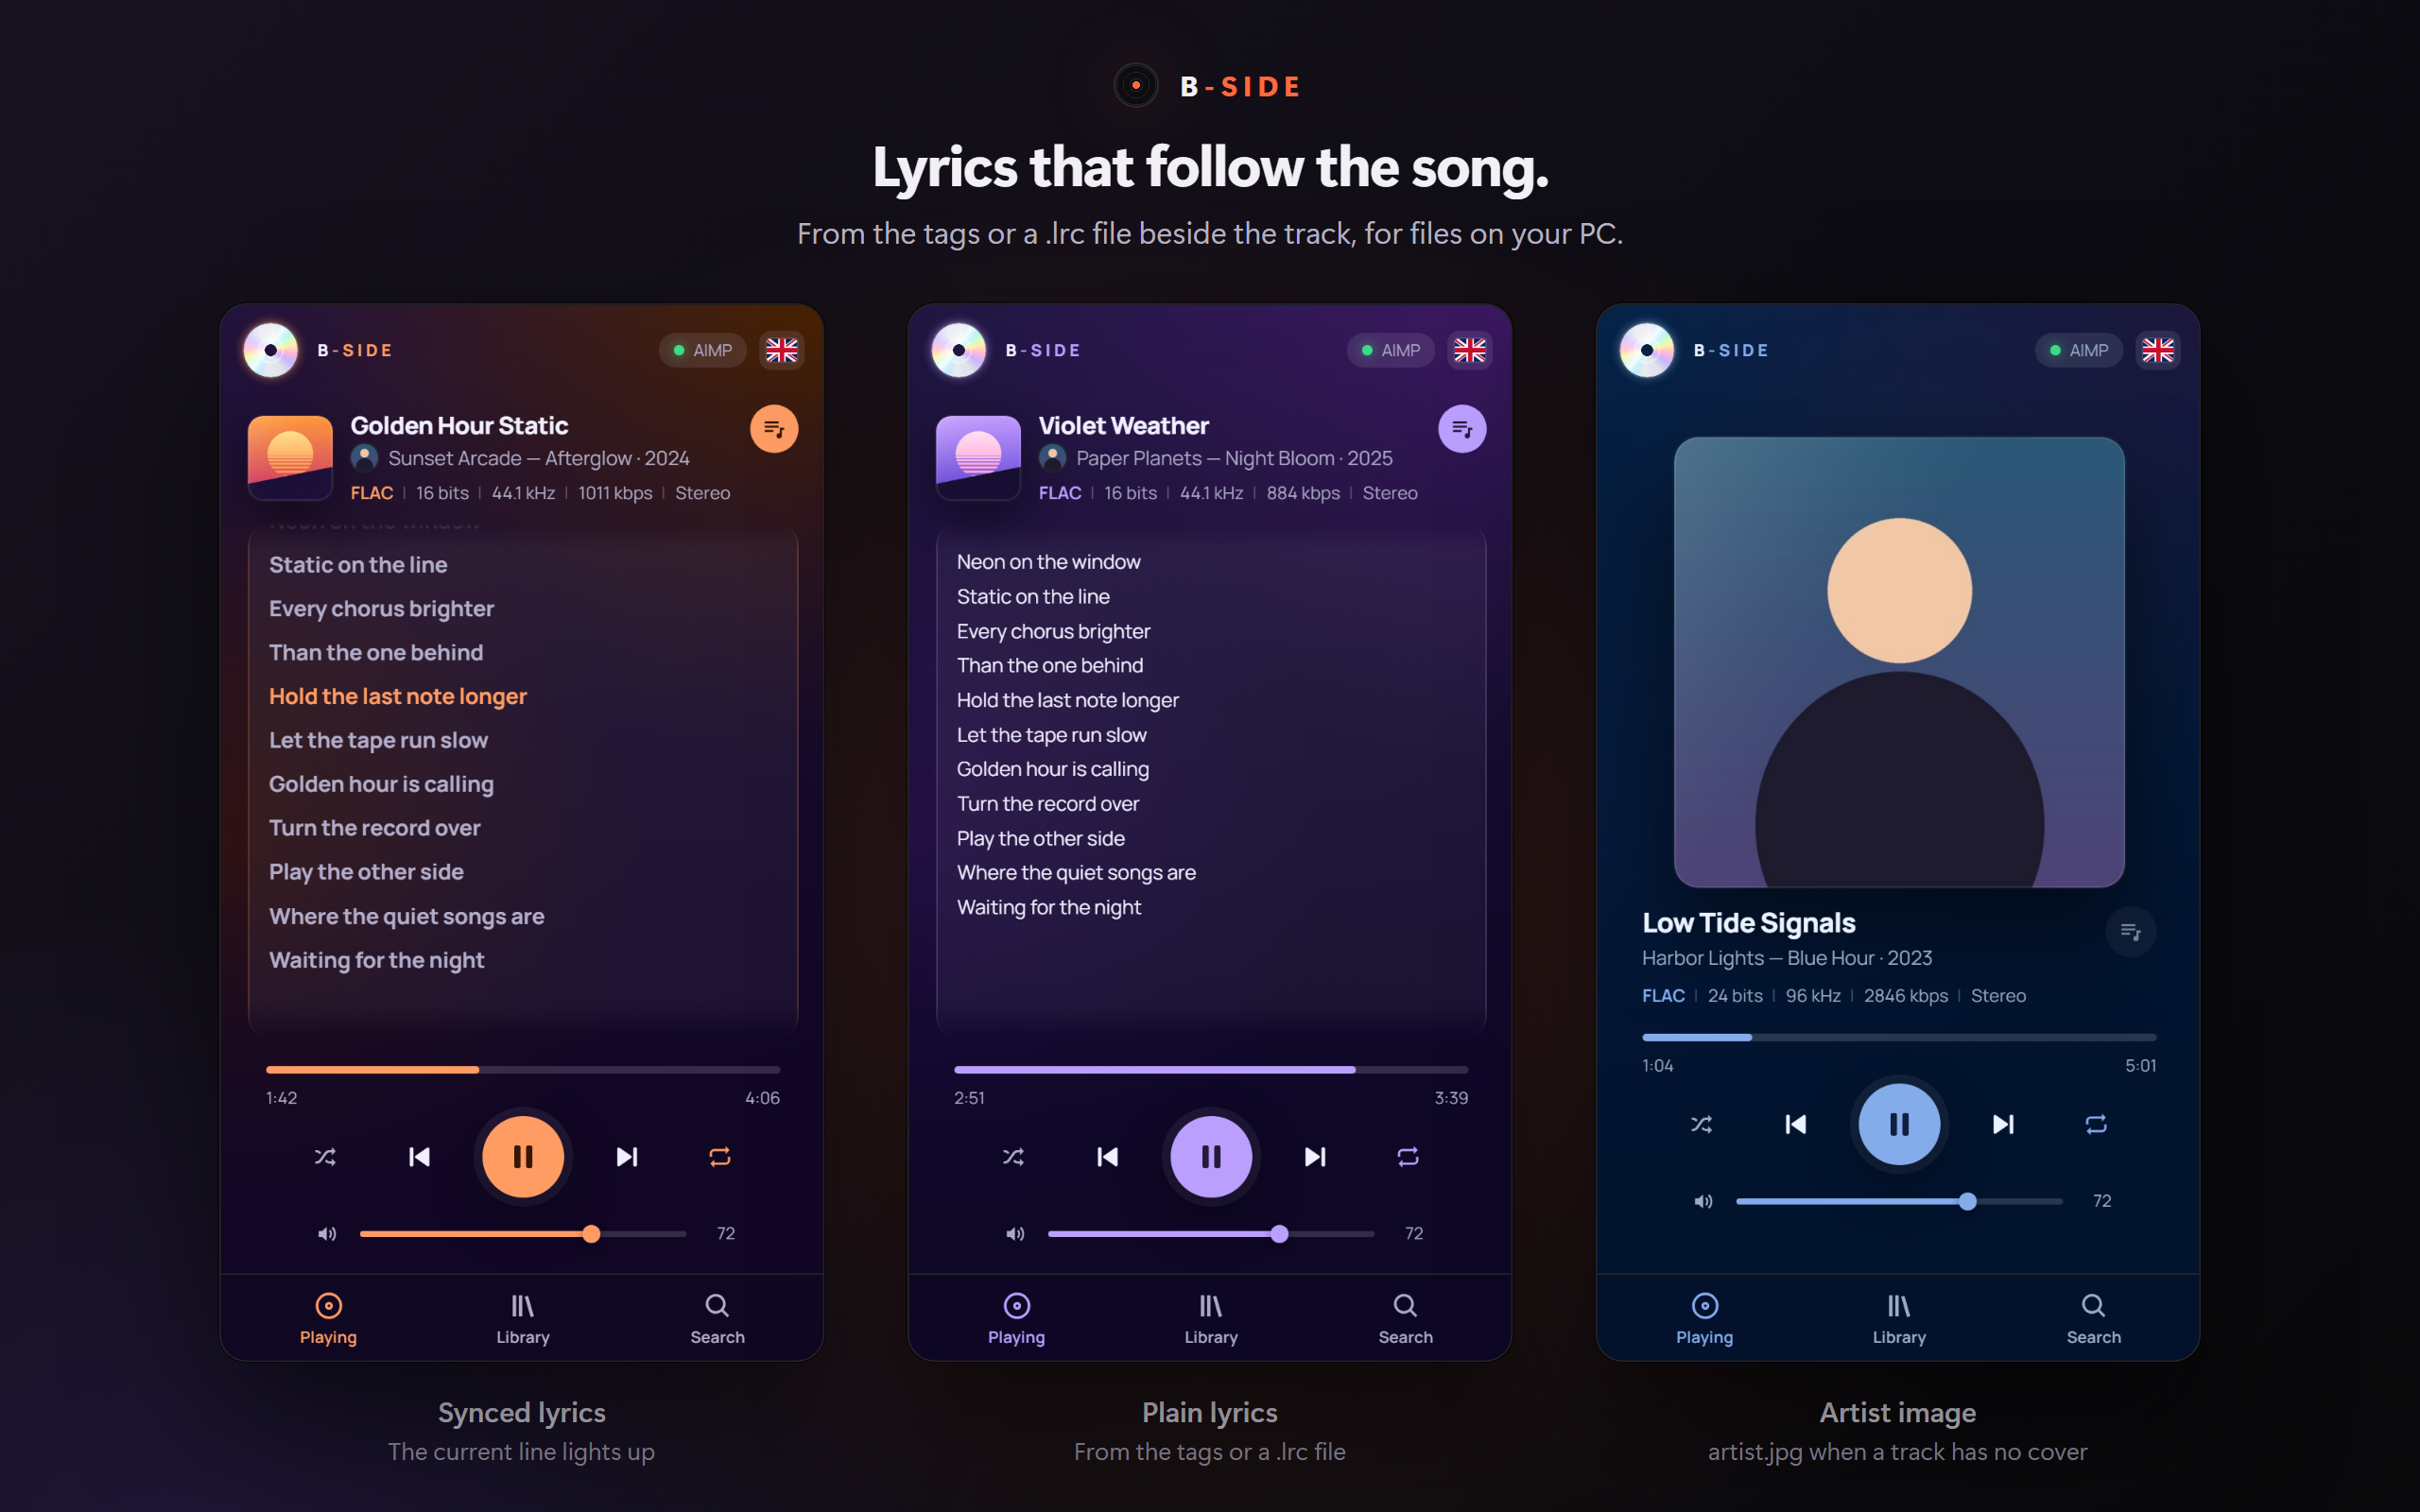 B-SIDE
Lyrics that follow the song.
From the tags or a .lrc file beside the track, for files on your PC.
B-SIDE
AIMP
Golden Hour Static
Sunset Arcade — Afterglow · 2024
FLAC | 16 bits | 44.1 kHz | 1011 kbps | Stereo
Neon on the window
Static on the line
Every chorus brighter
Than the one behind
Hold the last note longer
Let the tape run slow
Golden hour is calling
Turn the record over
Play the other side
Where the quiet songs are
Waiting for the night
1:42
4:06
72
Playing
Library
Search
Synced lyrics
The current line lights up
B-SIDE
AIMP
Violet Weather
Paper Planets — Night Bloom · 2025
FLAC | 16 bits | 44.1 kHz | 884 kbps | Stereo
Neon on the window
Static on the line
Every chorus brighter
Than the one behind
Hold the last note longer
Let the tape run slow
Golden hour is calling
Turn the record over
Play the other side
Where the quiet songs are
Waiting for the night
2:51
3:39
72
Playing
Library
Search
Plain lyrics
From the tags or a .lrc file
B-SIDE
AIMP
Low Tide Signals
Harbor Lights — Blue Hour · 2023
FLAC | 24 bits | 96 kHz | 2846 kbps | Stereo
1:04
5:01
72
Playing
Library
Search
Artist image
artist.jpg when a track has no cover